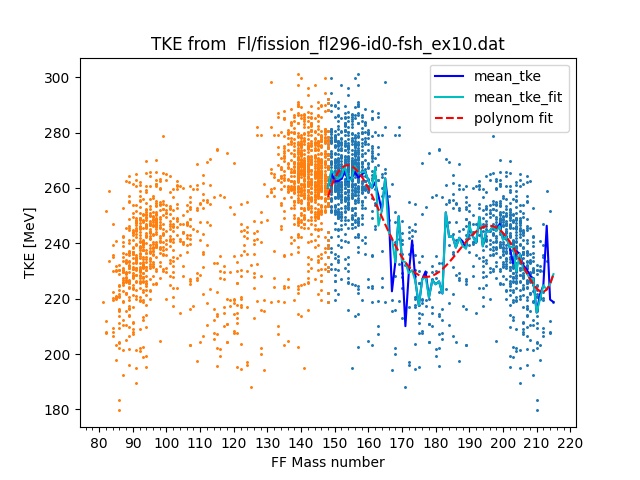 TKE from  Fl/fission_fl296-id0-fsh_ex10.dat
mean_tke
mean_tke_fit
polynom fit
300
280
260
240
220
200
180
TKE [MeV]
80 90 100 110 120 130 140 150 160 170 180 190 200 210 220
FF Mass number